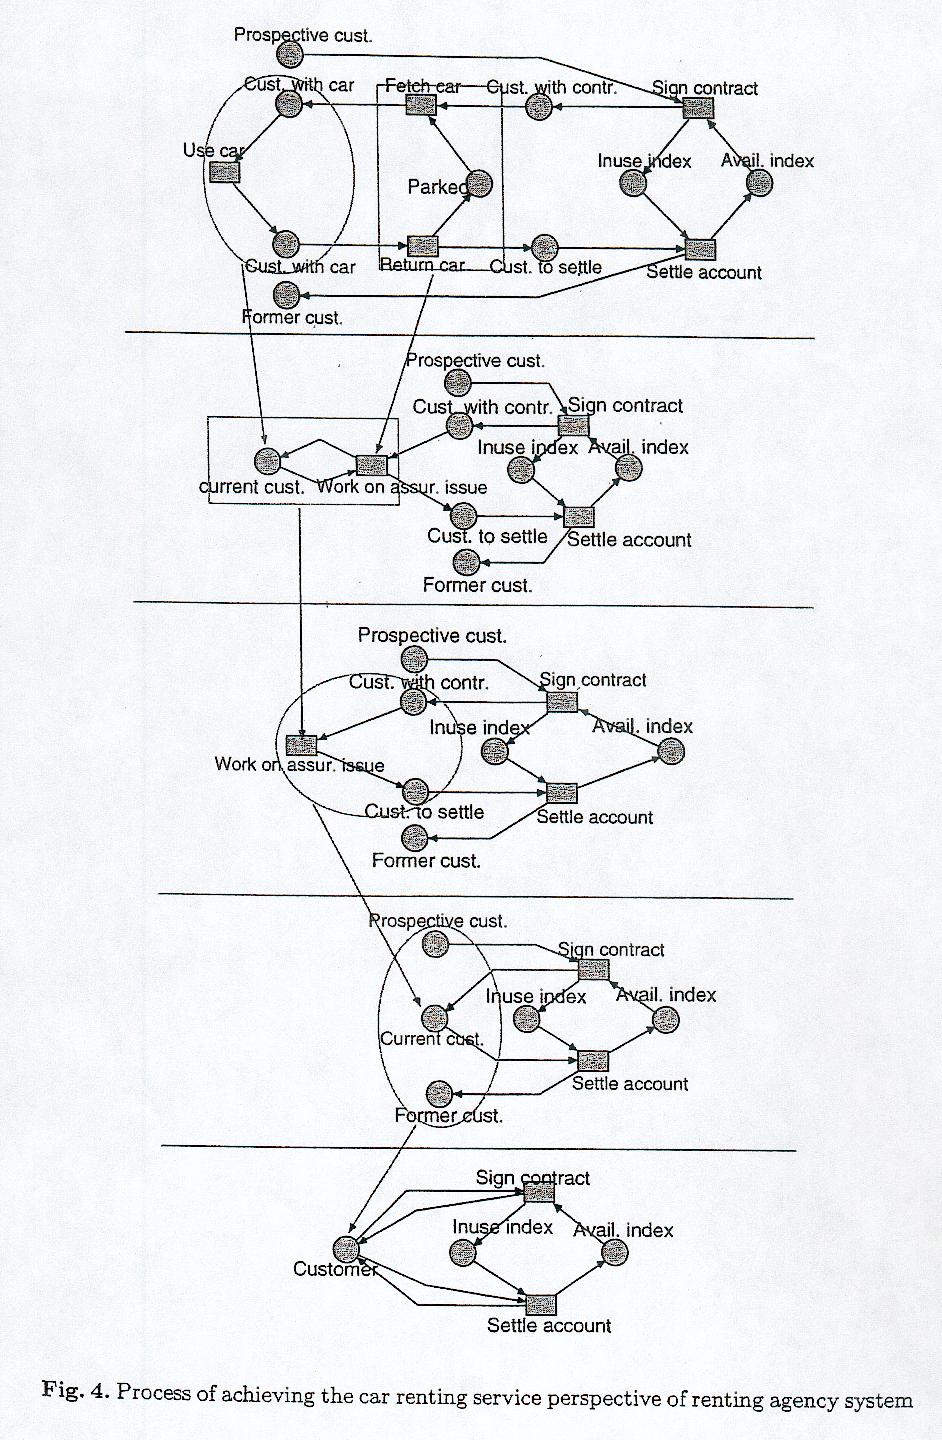 Prospective cust.
Cust. with car
Fetch car
Cust. with contr.
Sign contract
Use car
Parked
Inuse index
Avail. index
Cust. with car
Return car
Cust. to settle
Settle account
Former cust.
Prospective cust.
Cust. with contr.
Sign contract
Inuse index
Avail. index
current cust.
Work on assur. issue
Cust. to settle
Settle account
Former cust.
Prospective cust.
Cust. with contr.
Sign contract
Inuse index
Avail. index
Work on assur. issue
Cust. to settle
Settle account
Former cust.
Prospective cust.
Sign contract
Inuse index
Avail. index
Current cust.
Settle account
Former cust.
Sign contract
Inuse index
Avail. index
Customer
Settle account
Fig. 4. Process of achieving the car renting service perspective of renting agency system